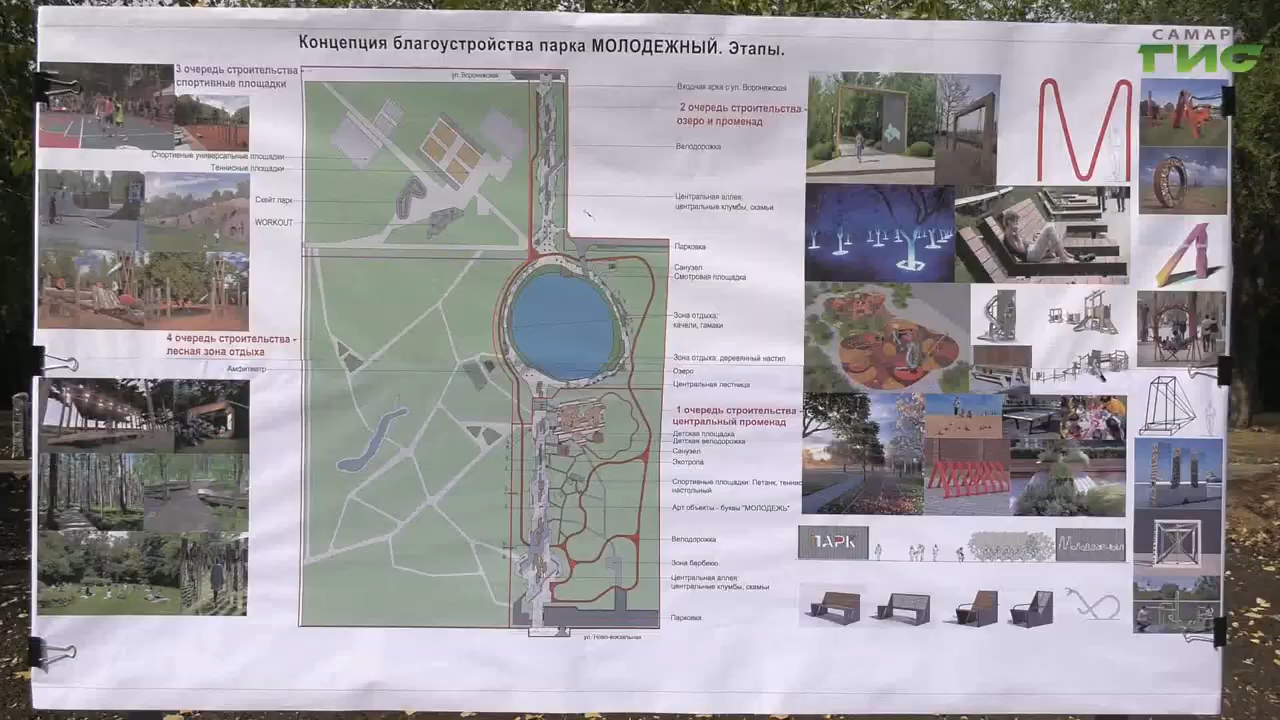 САМАРА
ГИС
Концепция благоустройства парка МОЛОДЕЖНЫЙ. Этапы.
3 очередь строительства
спортивные площадки
Спортивные универсальные площадки
Теннисные площадки
Скейт парк
WORKOUT
4 очередь строительства -
лесная зона отдыха
Амфитеатр
ул. Воронежская
Входная арка с ул. Воронежская
2 очередь строительства -
озеро и променад
Велодорожка
Центральная аллея:
центральные клумбы, скамьи
Парковка
Санузел
Смотровая площадка
Зона отдыха:
качели, гамаки
Зона отдыха: деревянный настил
Озеро
Центральная лестница
1 очередь строительства -
центральный променад
Детская площадка
Детская велодорожка
Санузел
Экотропа
Спортивные площадки: Петанк, теннис
настольный
Арт объекты - буквы "МОЛОДЕЖЬ"
Велодорожка
Зона барбекю
Центральная аллея:
центральные клумбы, скамьи
Парковка
ул. Ново-вокзальная
М
ПАРК
Молодежный